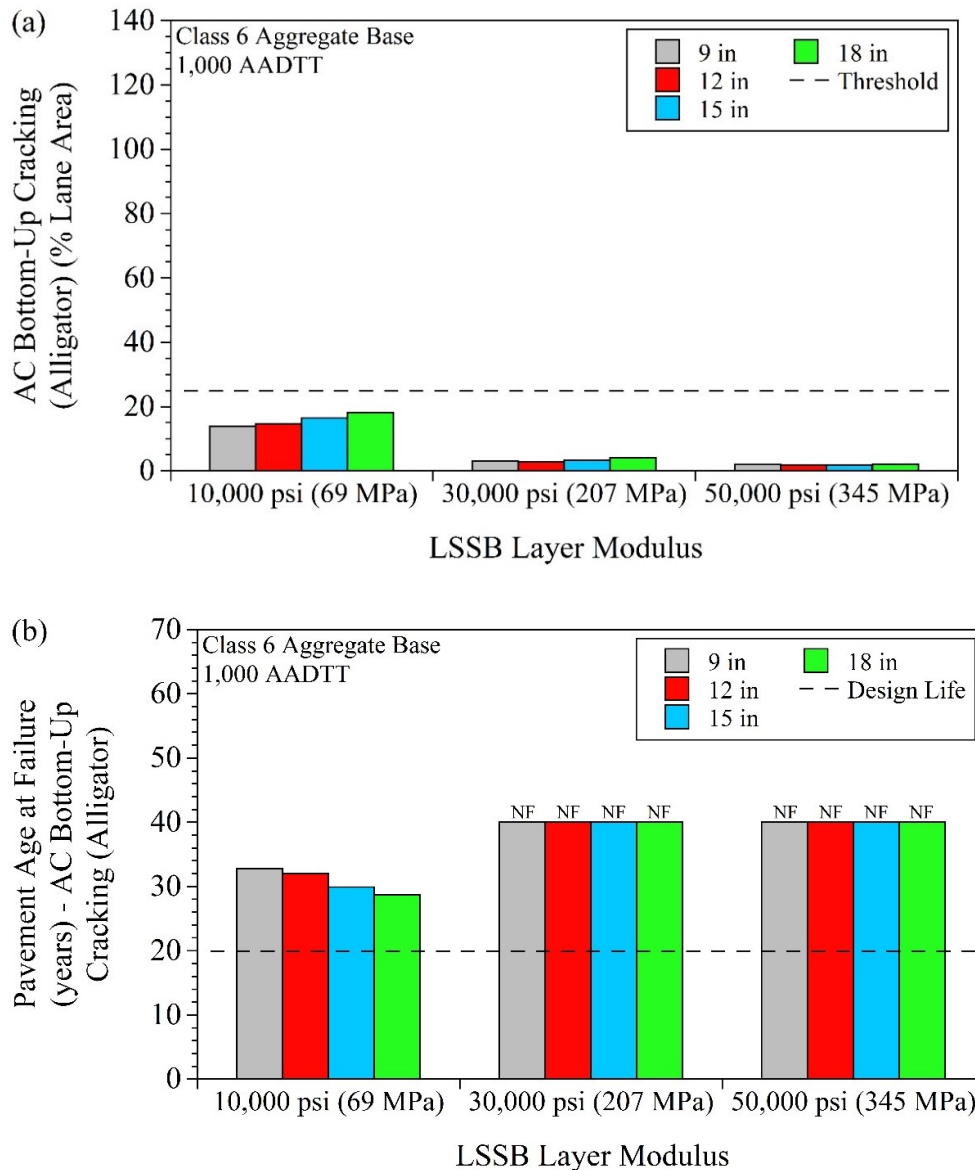 (a)
AC Bottom-Up Cracking
(Alligator) (% Lane Area)
140
120
100
80
60
40
20
0
Class 6 Aggregate Base
1,000 AADTT
9 in
12 in
15 in
18 in
Threshold
10,000 psi (69 MPa)
30,000 psi (207 MPa)
50,000 psi (345 MPa)
LSSB Layer Modulus
(b)
Pavement Age at Failure
(years) - AC Bottom-Up
Cracking (Alligator)
70
60
50
40
30
20
10
0
Class 6 Aggregate Base
1,000 AADTT
9 in
12 in
15 in
18 in
Design Life
NF NF NF NF
NF NF NF NF
10,000 psi (69 MPa)
30,000 psi (207 MPa)
50,000 psi (345 MPa)
LSSB Layer Modulus